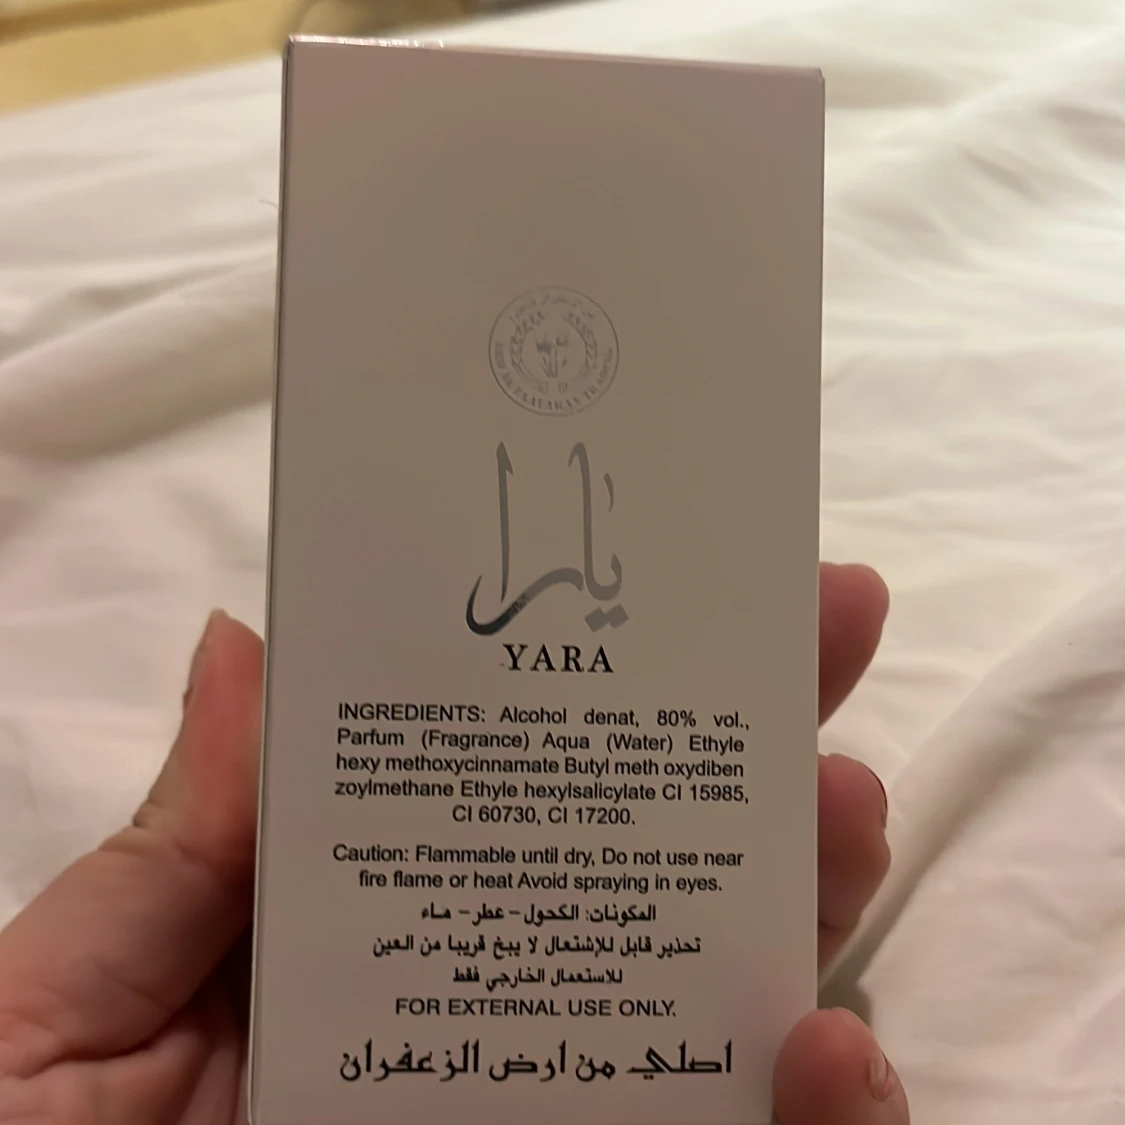 يارا
YARA
INGREDIENTS: Alcohol denat, 80% vol.,
Parfum (Fragrance) Aqua (Water) Ethyle
hexy methoxycinnamate Butyl meth oxydiben
zoylmethane Ethyle hexylsalicylate CI 15985,
CI 60730, CI 17200.
Caution: Flammable until dry, Do not use near
fire flame or heat Avoid spraying in eyes.
المكونات: الكحول - عطر - ماء
تحذير قابل للإشتعال لا يبخ قريبا من العين
للاستعمال الخارجي فقط
FOR EXTERNAL USE ONLY.
اصلي من ارض الزعفران